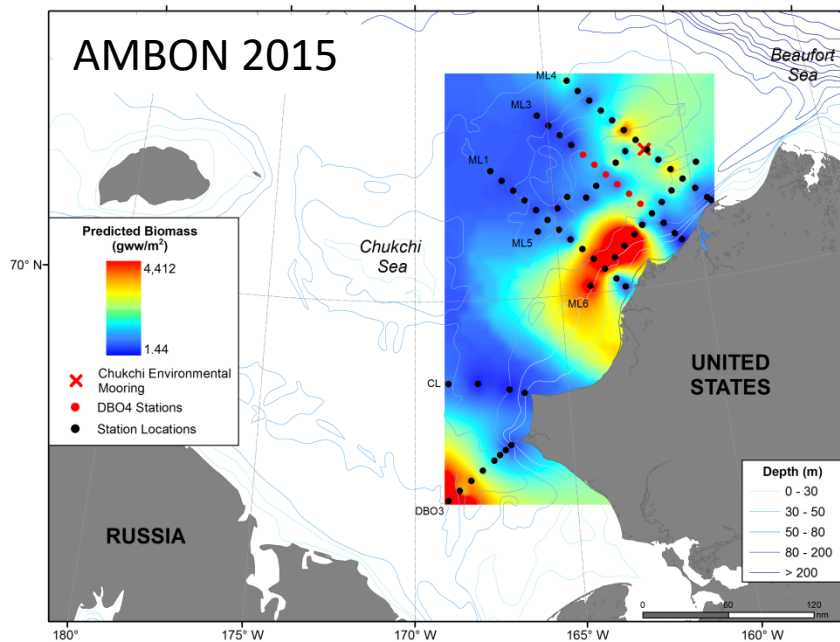 AMBON 2015
Beaufort
Sea
ML4
ML3
ML1
Predicted Biomass
(gww/m²)
4,412
1.44
Chukchi Environmental
Mooring
DBO4 Stations
Station Locations
70° N
Chukchi
Sea
ML5
ML6
UNITED
STATES
CL
DBO3
RUSSIA
Depth (m)
0 - 30
30 - 50
50 - 80
80 - 200
> 200
0 60 120
nm
180° 175° W 170° W 165° W 160° W